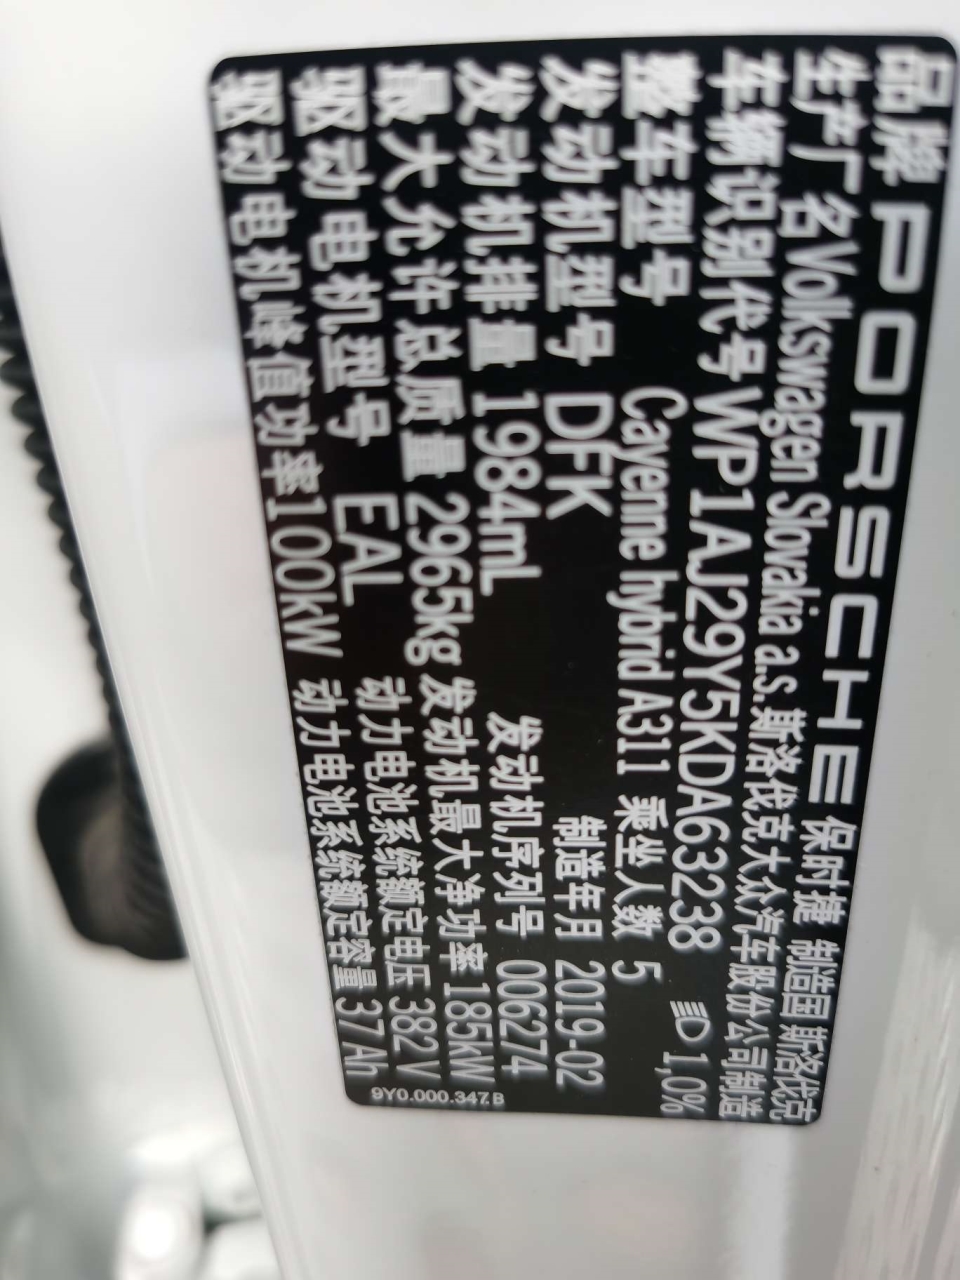 品牌 PORSCHE 保时捷 制造国 斯洛伐克
生产厂名 Volkswagen Slovakia a.s. 斯洛伐克大众汽车股份公司制造
车辆识别代号 WP1AJ29Y5KDA63238 1,0%
整车型号 Cayenne hybrid A311 乘坐人数 5
发动机型号 DFK 制造年月 2019-02
发动机排量 1984mL 发动机序列号 006274
最大允许总质量 2965kg 发动机最大净功率 185kW
驱动电机型号 EAL 动力电池系统额定电压 382V
驱动电机峰值功率 100kW 动力电池系统额定容量 37Ah
9Y0.000.347.B